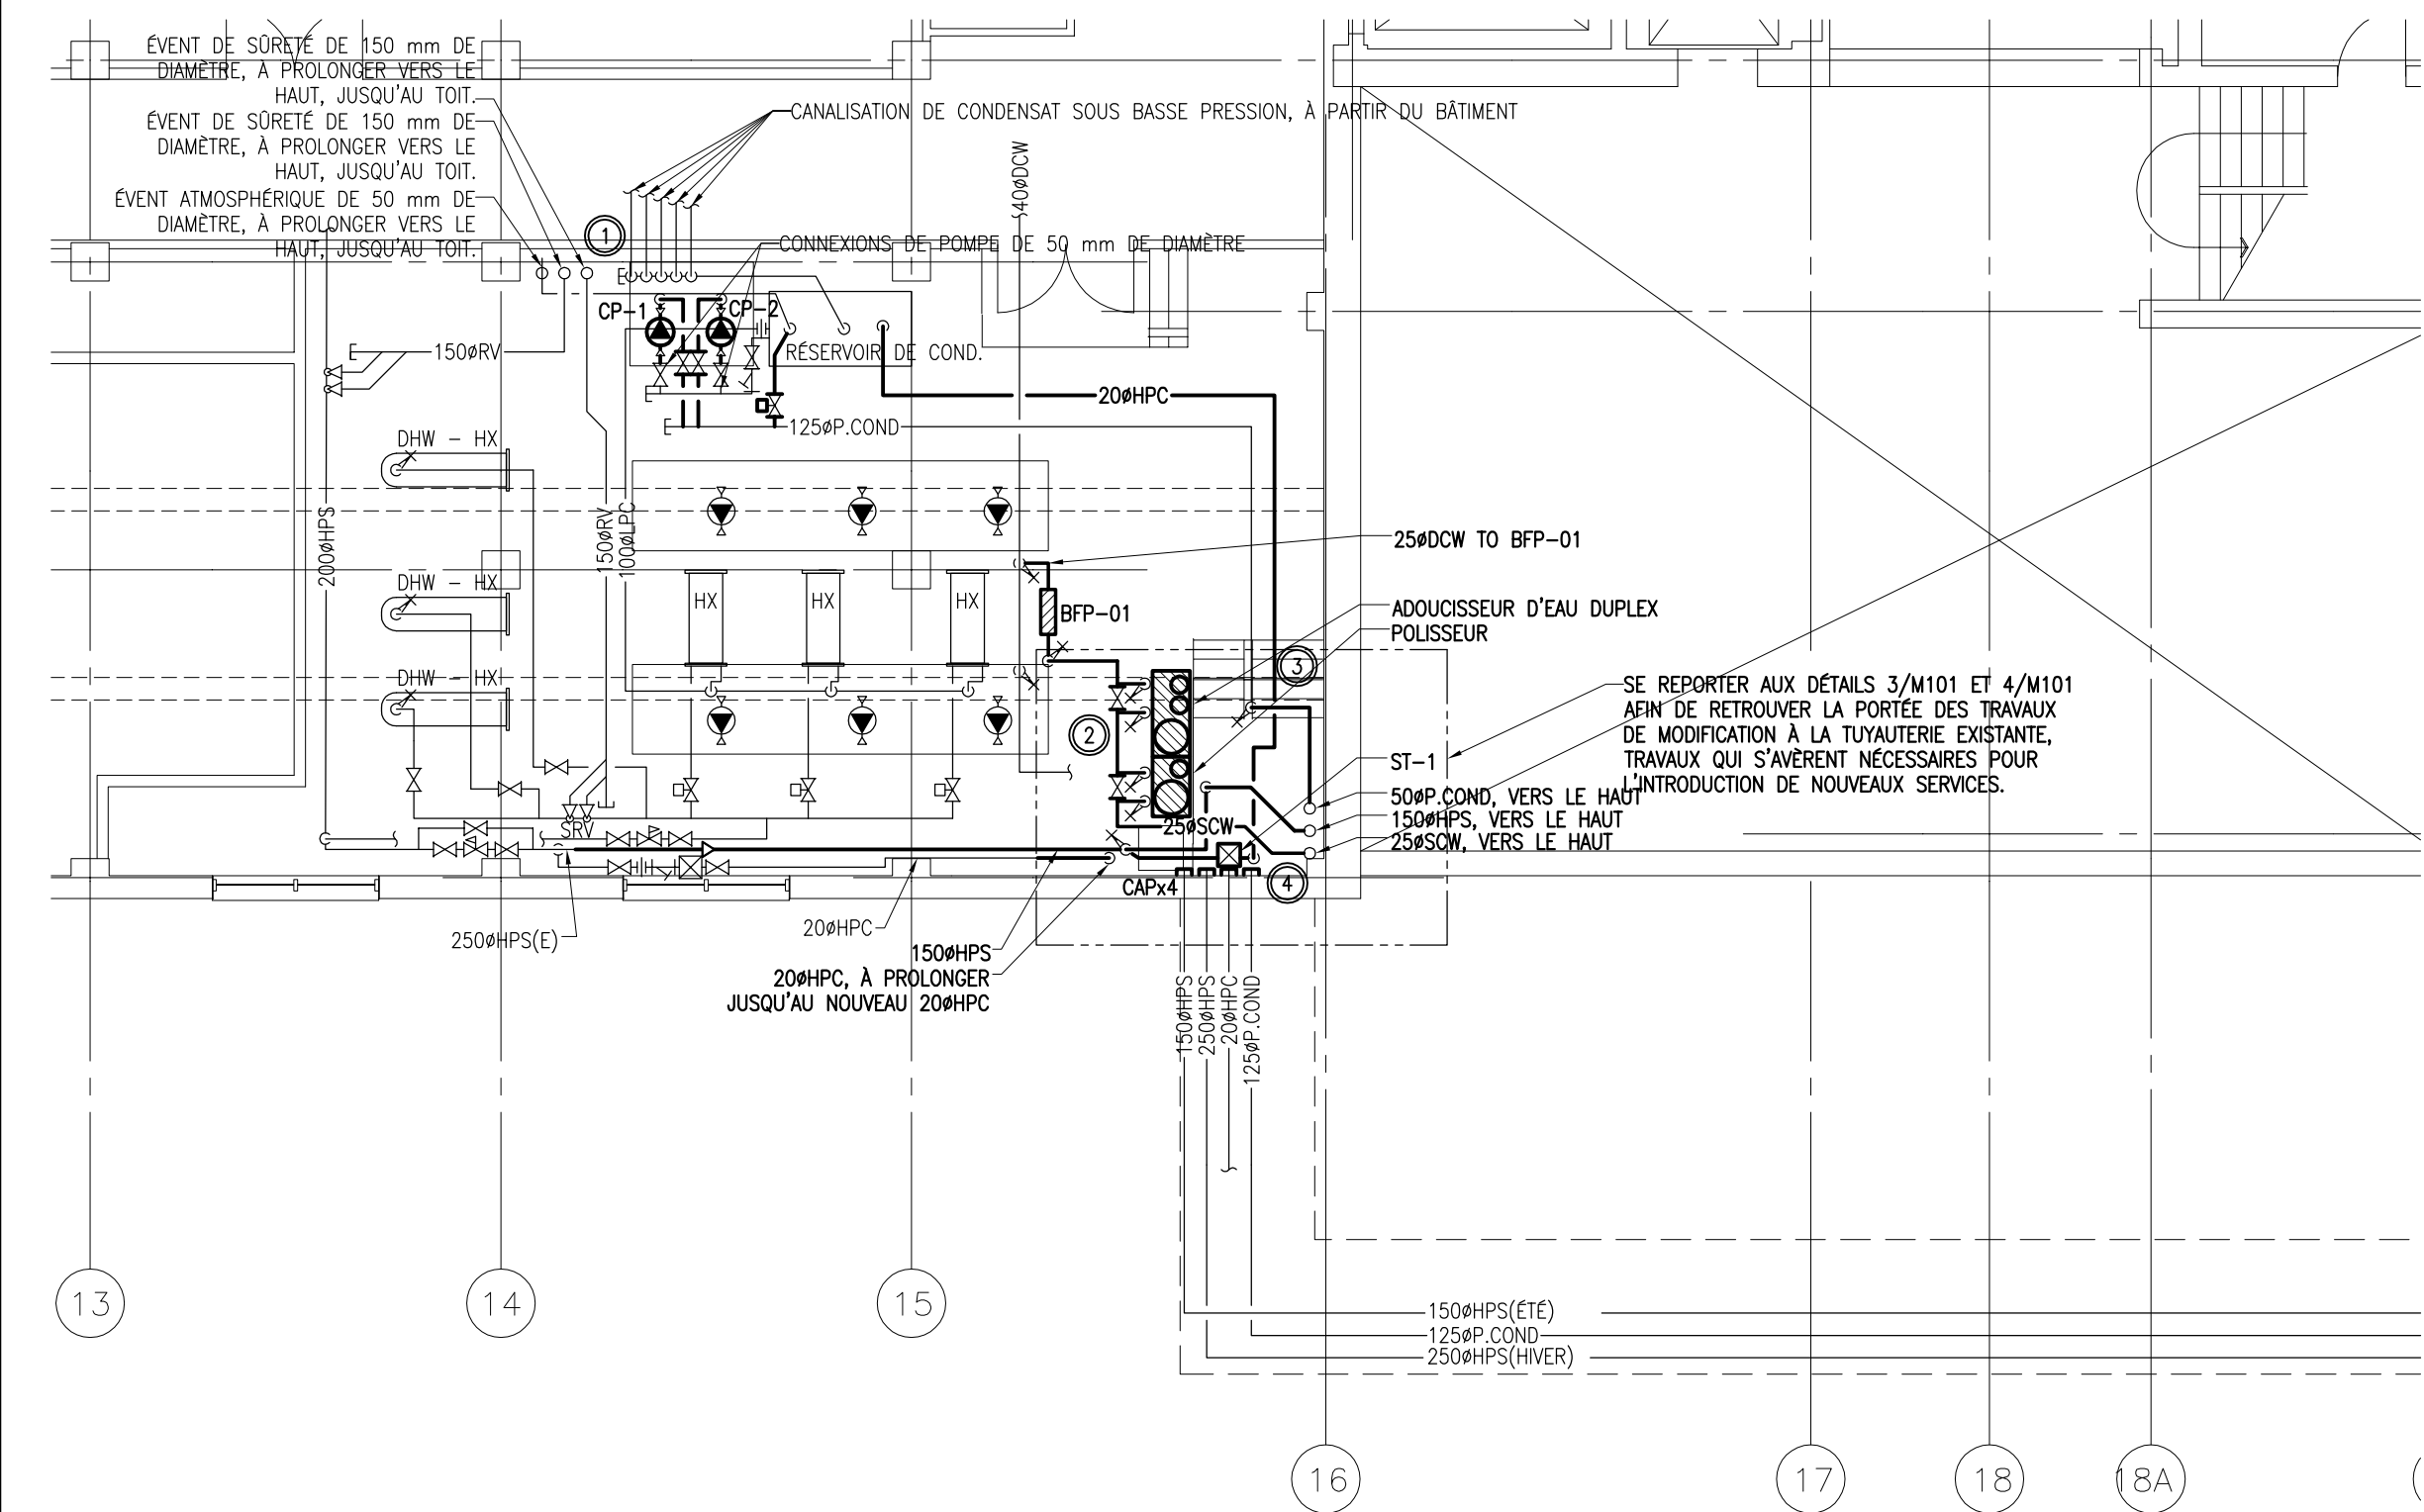 ÉVENT DE SÛRETÉ DE 150 mm DE
DIAMÈTRE, À PROLONGER VERS LE
HAUT, JUSQU'AU TOIT.
ÉVENT DE SÛRETÉ DE 150 mm DE
DIAMÈTRE, À PROLONGER VERS LE
HAUT, JUSQU'AU TOIT.
ÉVENT ATMOSPHÉRIQUE DE 50 mm DE
DIAMÈTRE, À PROLONGER VERS LE
HAUT, JUSQU'AU TOIT.
CANALISATION DE CONDENSAT SOUS BASSE PRESSION, À PARTIR DU BÂTIMENT
40øDCW
1
CONNEXIONS DE POMPE DE 50 mm DE DIAMÈTRE
E
CP-1
CP-2
E
150øRV
RÉSERVOIR DE COND.
20øHPC
E
E
125øP.COND
DHW - HX
200øHPS
150øRV
100øLPC
25øDCW TO BFP-01
DHW - HX
HX
HX
HX
BFP-01
ADOUCISSEUR D'EAU DUPLEX
POLISSEUR
3
DHW - HX
2
SE REPORTER AUX DÉTAILS 3/M101 ET 4/M101
AFIN DE RETROUVER LA PORTÉE DES TRAVAUX
DE MODIFICATION À LA TUYAUTERIE EXISTANTE,
TRAVAUX QUI S'AVÈRENT NÉCESSAIRES POUR
L'INTRODUCTION DE NOUVEAUX SERVICES.
ST-1
50øP.COND, VERS LE HAUT
150øHPS, VERS LE HAUT
25øSCW, VERS LE HAUT
SRV
25øSCW
CAPx4
4
250øHPS(E)
20øHPC
150øHPS
20øHPC, À PROLONGER
JUSQU'AU NOUVEAU 20øHPC
150øHPS
250øHPS
20øHPC
125øP.COND
13
14
15
150øHPS(ÉTÉ)
125øP.COND
250øHPS(HIVER)
16
17
18
18A